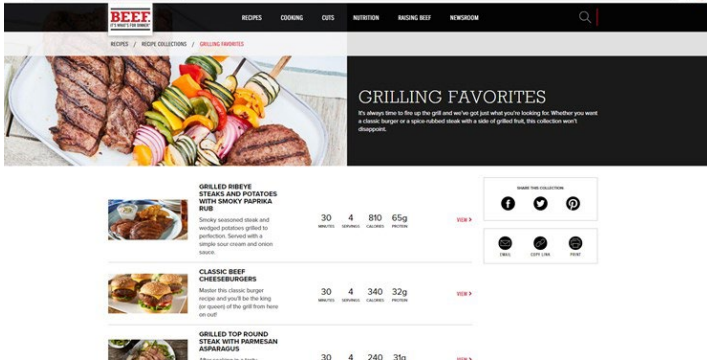 BEEF.
IT'S WHAT'S FOR DINNER.
RECIPES COOKING CUTS NUTRITION RAISING BEEF NEWSROOM
RECIPES / RECIPE COLLECTIONS / GRILLING FAVORITES
GRILLING FAVORITES
It's always time to fire up the grill and we've got just what you're looking for. Whether you want
a classic burger or a spice-rubbed steak with a side of grilled fruit, this collection won't
disappoint.
GRILLED RIBEYE
STEAKS AND POTATOES
WITH SMOKY PAPRIKA
RUB
Smoky seasoned steak and
wedged potatoes grilled to
perfection. Served with a
simple sour cream and onion
sauce.
30 4 810 65g
MINUTES SERVINGS CALORIES PROTEIN
VIEW
SHARE THIS COLLECTION
EMAIL COPY LINK PRINT
CLASSIC BEEF
CHEESEBURGERS
Master this classic burger
recipe and you'll be the king
(or queen) of the grill from here
on out!
30 4 340 32g
MINUTES SERVINGS CALORIES PROTEIN
VIEW
GRILLED TOP ROUND
STEAK WITH PARMESAN
ASPARAGUS
30 4 240 31g